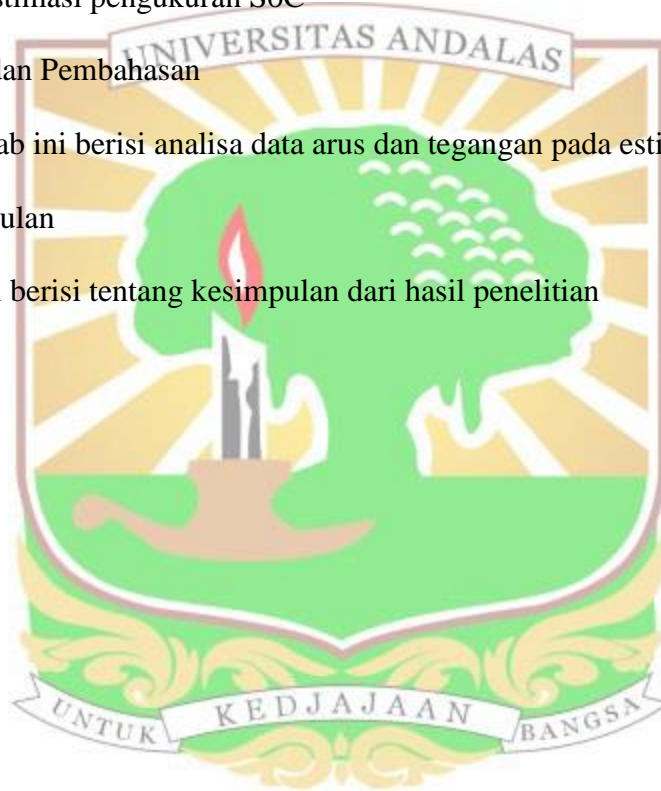 stimasi pengukuran SoC
UNIVERSITAS ANDALAS
dan Pembahasan
ab ini berisi analisa data arus dan tegangan pada esti
ulan
berisi tentang kesimpulan dari hasil penelitian
UNTUK KEDJAJAAN BANGSA